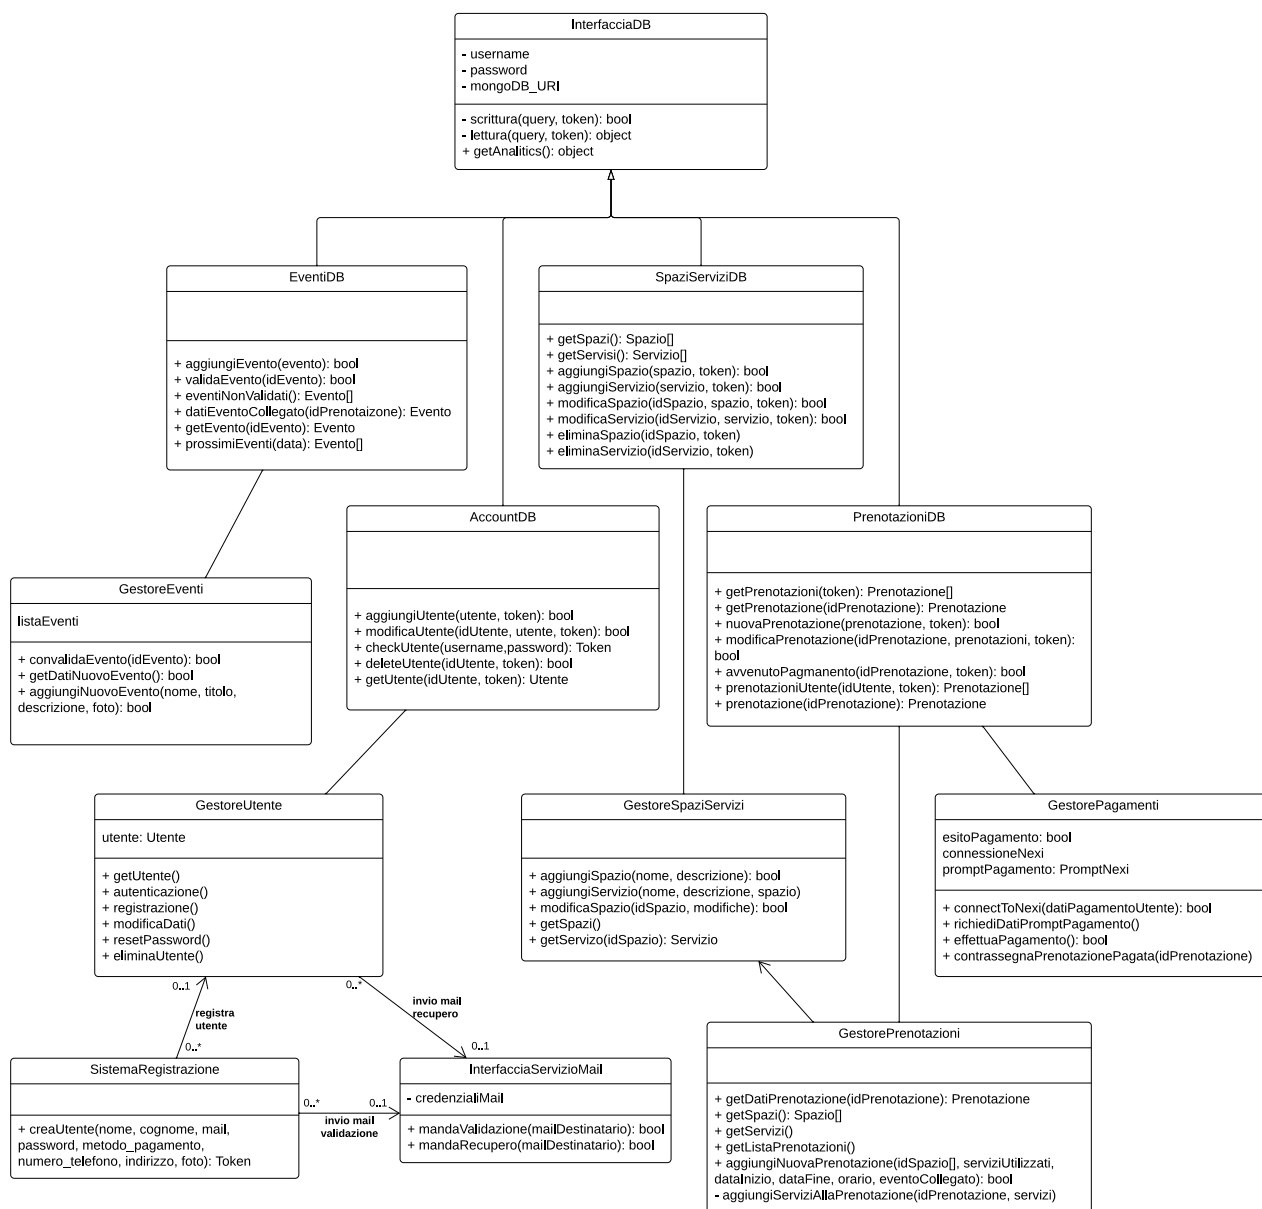 InterfacciaDB
- username
- password
- mongoDB_URI
- scrittura(query, token): bool
- lettura(query, token): object
+ getAnalitics(): object
EventiDB
+ aggiungiEvento(evento): bool
+ validaEvento(idEvento): bool
+ eventiNonValidati(): Evento[]
+ datiEventoCollegato(idPrenotaizone): Evento
+ getEvento(idEvento): Evento
+ prossimiEventi(data): Evento[]
SpaziServiziDB
+ getSpazi(): Spazio[]
+ getServisi(): Servizio[]
+ aggiungiSpazio(spazio, token): bool
+ aggiungiServizio(servizio, token): bool
+ modificaSpazio(idSpazio, spazio, token): bool
+ modificaServizio(idServizio, servizio, token): bool
+ eliminaSpazio(idSpazio, token)
+ eliminaServizio(idServizio, token)
AccountDB
+ aggiungiUtente(utente, token): bool
+ modificaUtente(idUtente, utente, token): bool
+ checkUtente(username,password): Token
+ deleteUtente(idUtente, token): bool
+ getUtente(idUtente, token): Utente
PrenotazioniDB
+ getPrenotazioni(token): Prenotazione[]
+ getPrenotazione(idPrenotazione): Prenotazione
+ nuovaPrenotazione(prenotazione, token): bool
+ modificaPrenotazione(idPrenotazione, prenotazioni, token):
bool
+ avvenutoPagmanento(idPrenotazione, token): bool
+ prenotazioniUtente(idUtente, token): Prenotazione[]
+ prenotazione(idPrenotazione): Prenotazione
GestoreEventi
listaEventi
+ convalidaEvento(idEvento): bool
+ getDatiNuovoEvento(): bool
+ aggiungiNuovoEvento(nome, titolo,
descrizione, foto): bool
GestoreUtente
utente: Utente
+ getUtente()
+ autenticazione()
+ registrazione()
+ modificaDati()
+ resetPassword()
+ eliminaUtente()
GestoreSpaziServizi
+ aggiungiSpazio(nome, descrizione): bool
+ aggiungiServizio(nome, descrizione, spazio)
+ modificaSpazio(idSpazio, modifiche): bool
+ getSpazi()
+ getServizo(idSpazio): Servizio
GestorePagamenti
esitoPagamento: bool
connessioneNexi
promptPagamento: PromptNexi
+ connectToNexi(datiPagamentoUtente): bool
+ richiediDatiPromptPagamento()
+ effettuaPagamento(): bool
+ contrassegnaPrenotazionePagata(idPrenotazione)
0..1
registra
utente
0..*
0..*
invio mail
recupero
0..1
SistemaRegistrazione
+ creaUtente(nome, cognome, mail,
password, metodo_pagamento,
numero_telefono, indirizzo, foto): Token
0..*
0..1
invio mail
validazione
InterfacciaServizioMail
- credenzialiMail
+ mandaValidazione(mailDestinatario): bool
+ mandaRecupero(mailDestinatario): bool
GestorePrenotazioni
+ getDatiPrenotazione(idPrenotazione): Prenotazione
+ getSpazi(): Spazio[]
+ getServizi()
+ getListaPrenotazioni()
+ aggiungiNuovaPrenotazione(idSpazio[], serviziUtilizzati,
dataInizio, dataFine, orario, eventoCollegato): bool
- aggiungiServiziAllaPrenotazione(idPrenotazione, servizi)